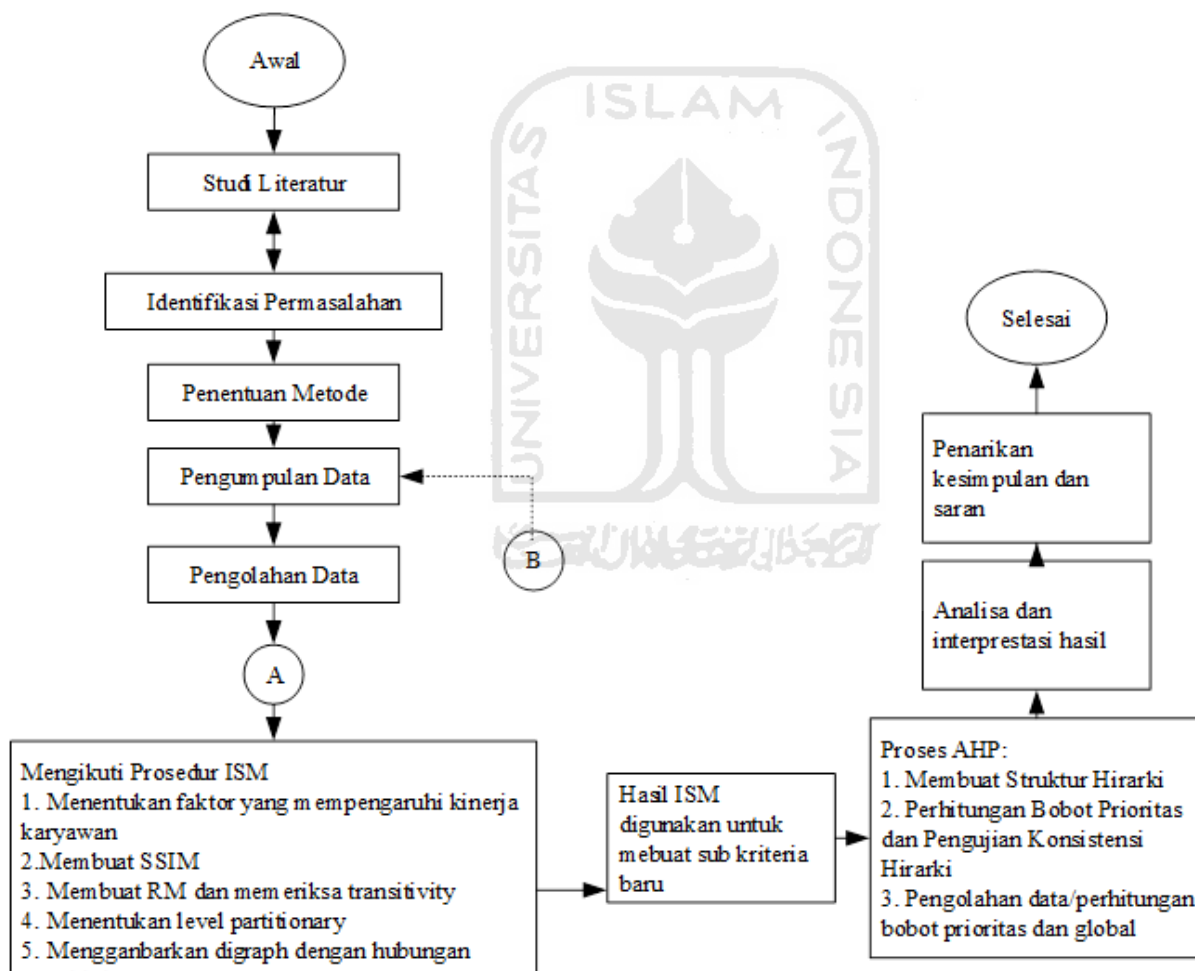 Awal
Studi Literatur
Identifikasi Permasalahan
Penentuan Metode
Pengumpulan Data
Pengolahan Data
A
B
Mengikuti Prosedur ISM
1. Menentukan faktor yang mempengaruhi kinerja
karyawan
2.Membuat SSIM
3. Membuat RM dan memeriksa transitivity
4. Menentukan level partitionary
5. Mengganbarkan digraph dengan hubungan
Hasil ISM
digunakan untuk
mebuat sub kriteria
baru
Proses AHP:
1. Membuat Struktur Hirarki
2. Perhitungan Bobot Prioritas
dan Pengujian Konsistensi
Hirarki
3. Pengolahan data/perhitungan
bobot prioritas dan global
Analisa dan
interprestasi hasil
Penarikan
kesimpulan dan
saran
Selesai
UNIVERSITAS
ISLAM
INDONESIA